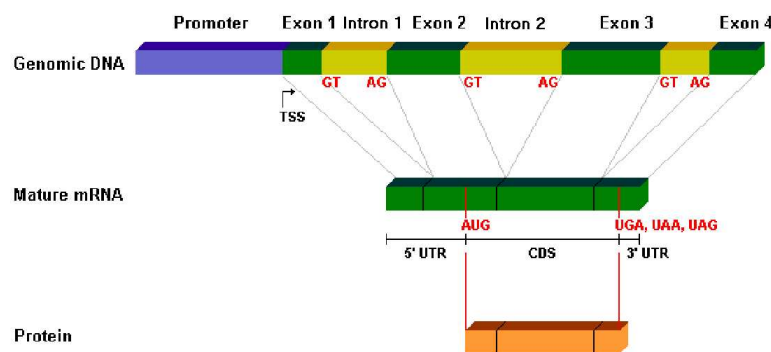 Promoter Exon 1 Intron 1 Exon 2 Intron 2 Exon 3 Exon 4
Genomic DNA
GT AG GT AG GT AG
TSS
Mature mRNA
AUG UGA, UAA, UAG
5' UTR CDS 3' UTR
Protein